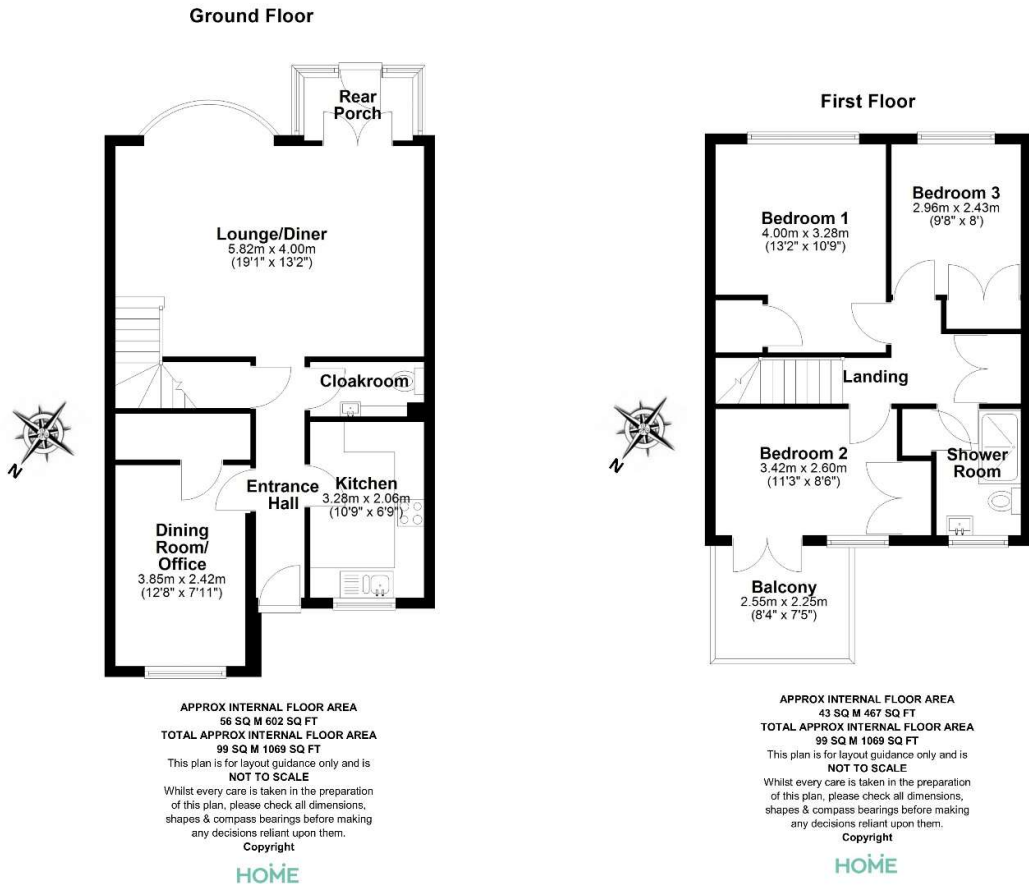 Ground Floor
Rear
Porch
Lounge/Diner
5.82m x 4.00m
(19'1" x 13'2")
Cloakroom
Entrance
Hall
Kitchen
3.28m x 2.06m
(10'9" x 6'9")
Dining
Room/
Office
3.85m x 2.42m
(12'8" x 7'11")
N
APPROX INTERNAL FLOOR AREA
56 SQ M 602 SQ FT
TOTAL APPROX INTERNAL FLOOR AREA
99 SQ M 1069 SQ FT
This plan is for layout guidance only and is
NOT TO SCALE
Whilst every care is taken in the preparation
of this plan, please check all dimensions,
shapes & compass bearings before making
any decisions reliant upon them.
Copyright
HOME
First Floor
Bedroom 1
4.00m x 3.28m
(13'2" x 10'9")
Bedroom 3
2.96m x 2.43m
(9'8" x 8')
Landing
Bedroom 2
3.42m x 2.60m
(11'3" x 8'6")
Shower
Room
Balcony
2.55m x 2.25m
(8'4" x 7'5")
N
APPROX INTERNAL FLOOR AREA
43 SQ M 467 SQ FT
TOTAL APPROX INTERNAL FLOOR AREA
99 SQ M 1069 SQ FT
This plan is for layout guidance only and is
NOT TO SCALE
Whilst every care is taken in the preparation
of this plan, please check all dimensions,
shapes & compass bearings before making
any decisions reliant upon them.
Copyright
HOME